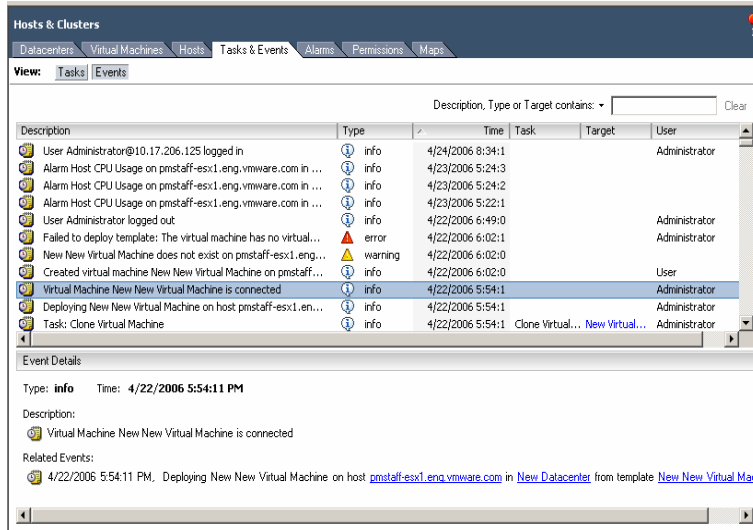 Hosts & Clusters
Datacenters Virtual Machines Hosts Tasks & Events Alarms Permissions Maps
View: Tasks Events
Description, Type or Target contains: Clear
Description Type Time Task Target User
User Administrator@10.17.206.125 logged in info 4/24/2006 8:34:1 Administrator
Alarm Host CPU Usage on pmstaff-esx1.eng.vmware.com in ... info 4/23/2006 5:24:3
Alarm Host CPU Usage on pmstaff-esx1.eng.vmware.com in ... info 4/23/2006 5:24:2
Alarm Host CPU Usage on pmstaff-esx1.eng.vmware.com in ... info 4/23/2006 5:22:1
User Administrator logged out info 4/22/2006 6:49:0 Administrator
Failed to deploy template: The virtual machine has no virtual... error 4/22/2006 6:02:1 Administrator
New New Virtual Machine does not exist on pmstaff-esx1.eng... warning 4/22/2006 6:02:0
Created virtual machine New New Virtual Machine on pmstaff... info 4/22/2006 6:02:0 User
Virtual Machine New New Virtual Machine is connected info 4/22/2006 5:54:1 Administrator
Deploying New New Virtual Machine on host pmstaff-esx1.en... info 4/22/2006 5:54:1 Administrator
Task: Clone Virtual Machine info 4/22/2006 5:54:1 Clone Virtual... New Virtual... Administrator
Event Details
Type: info Time: 4/22/2006 5:54:11 PM
Description:
Virtual Machine New New Virtual Machine is connected
Related Events:
4/22/2006 5:54:11 PM, Deploying New New Virtual Machine on host pmstaff-esx1.eng.vmware.com in New Datacenter from template New New Virtual Mac